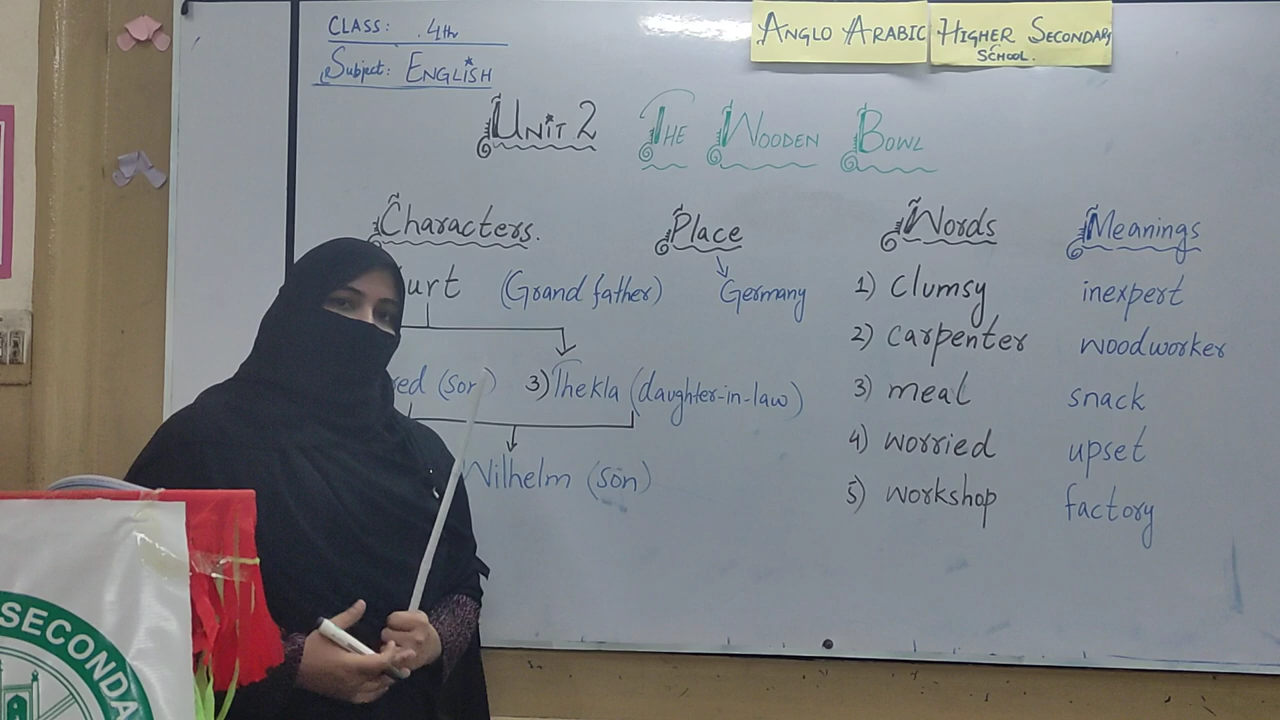 CLASS: 4th
Subject: ENGLISH
ANGLO ARABIC HIGHER SECONDARY SCHOOL.
UNIT 2 THE WOODEN BOWL
Characters. Place Words Meanings
urt (Grand father) Germany 1) Clumsy inexpert
2) carpenter woodworker
red (son) 3) Thekla (daughter-in-law) 3) meal snack
4) worried upset
Wilhelm (son) 5) workshop factory
SECONDA